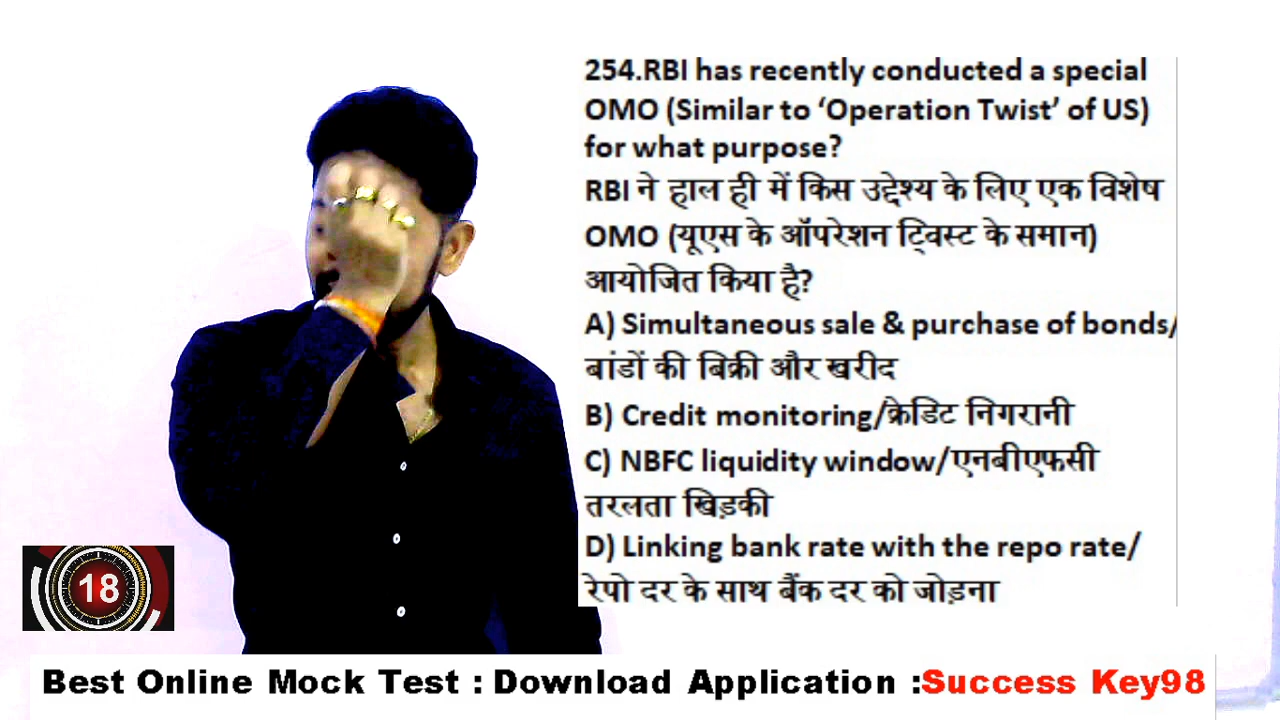 254.RBI has recently conducted a special
OMO (Similar to ‘Operation Twist’ of US)
for what purpose?
RBI ने हाल ही में किस उद्देश्य के लिए एक विशेष
OMO (यूएस के ऑपरेशन ट्विस्ट के समान)
आयोजित किया है?
A) Simultaneous sale & purchase of bonds/
बांडों की बिक्री और खरीद
B) Credit monitoring/क्रेडिट निगरानी
C) NBFC liquidity window/एनबीएफसी
तरलता खिड़की
D) Linking bank rate with the repo rate/
रेपो दर के साथ बैंक दर को जोड़ना
18
Best Online Mock Test : Download Application :Success Key98